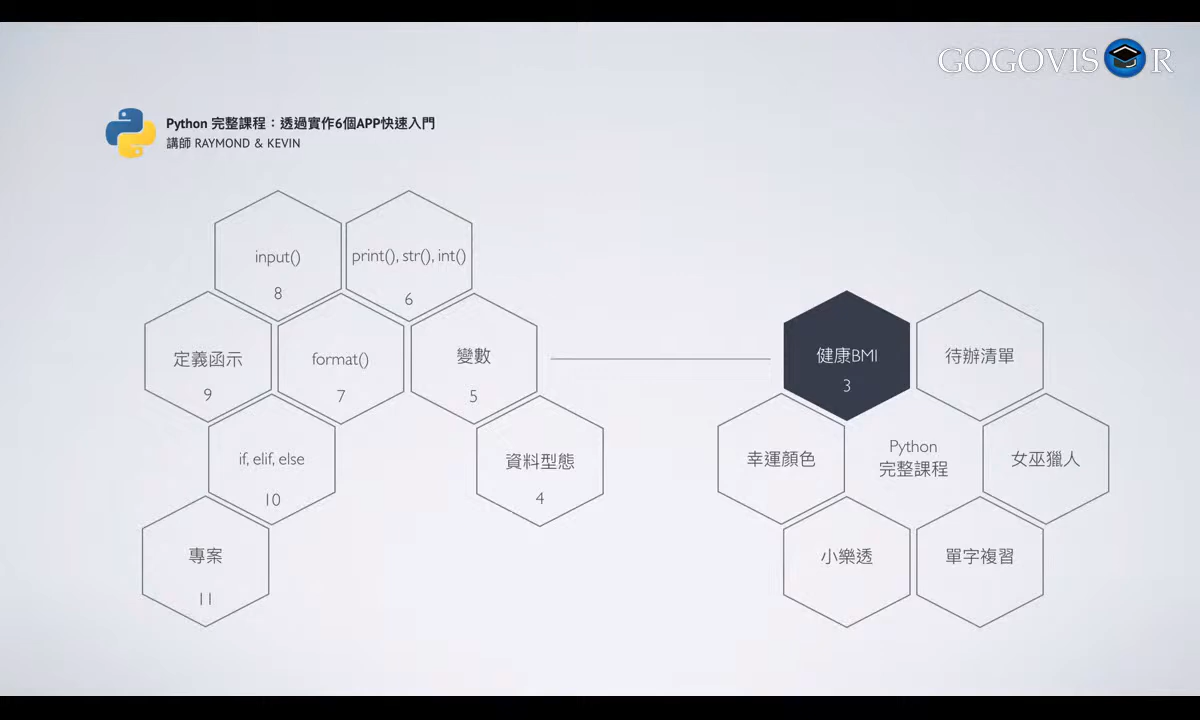 GOGOVISOR
Python 完整課程：透過實作6個APP快速入門
講師 RAYMOND & KEVIN
input()
8
print(), str(), int()
6
定義函示
9
format()
7
變數
5
if, elif, else
10
資料型態
4
專案
11
健康BMI
3
待辦清單
幸運顏色
Python
完整課程
女巫獵人
小樂透
單字複習